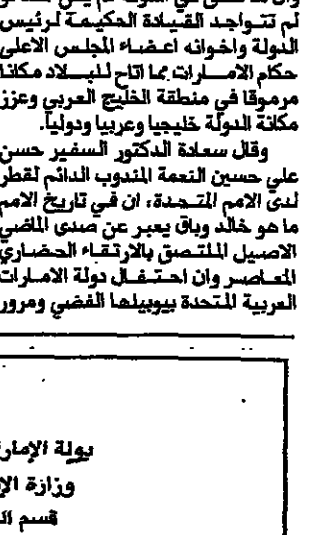 لم تتواجد القيادة الحكيمة لرئيس
الدولة واخوانه اعضاء المجلس الاعلى
حكام الامارات مما اتاح للبلاد مكانا
مرموقا في منطقة الخليج العربي وعزز
مكانة الدولة خليجيا وعربيا ودوليا.
وقال سعادة الدكتور السفير حسن
علي حسين النعمة المندوب الدائم لقطر
لدى الامم المتحدة، ان في تاريخ الامم
ما هو خالد وباق يعبر عن صدى الماضي
الاصيل الملتصق بالارتقاء الحضاري
المعاصر وان احتفال دولة الامارات
العربية المتحدة بيوبيلها الفضي ومرور
دولة الإمار
وزارة الإ
قسم ال